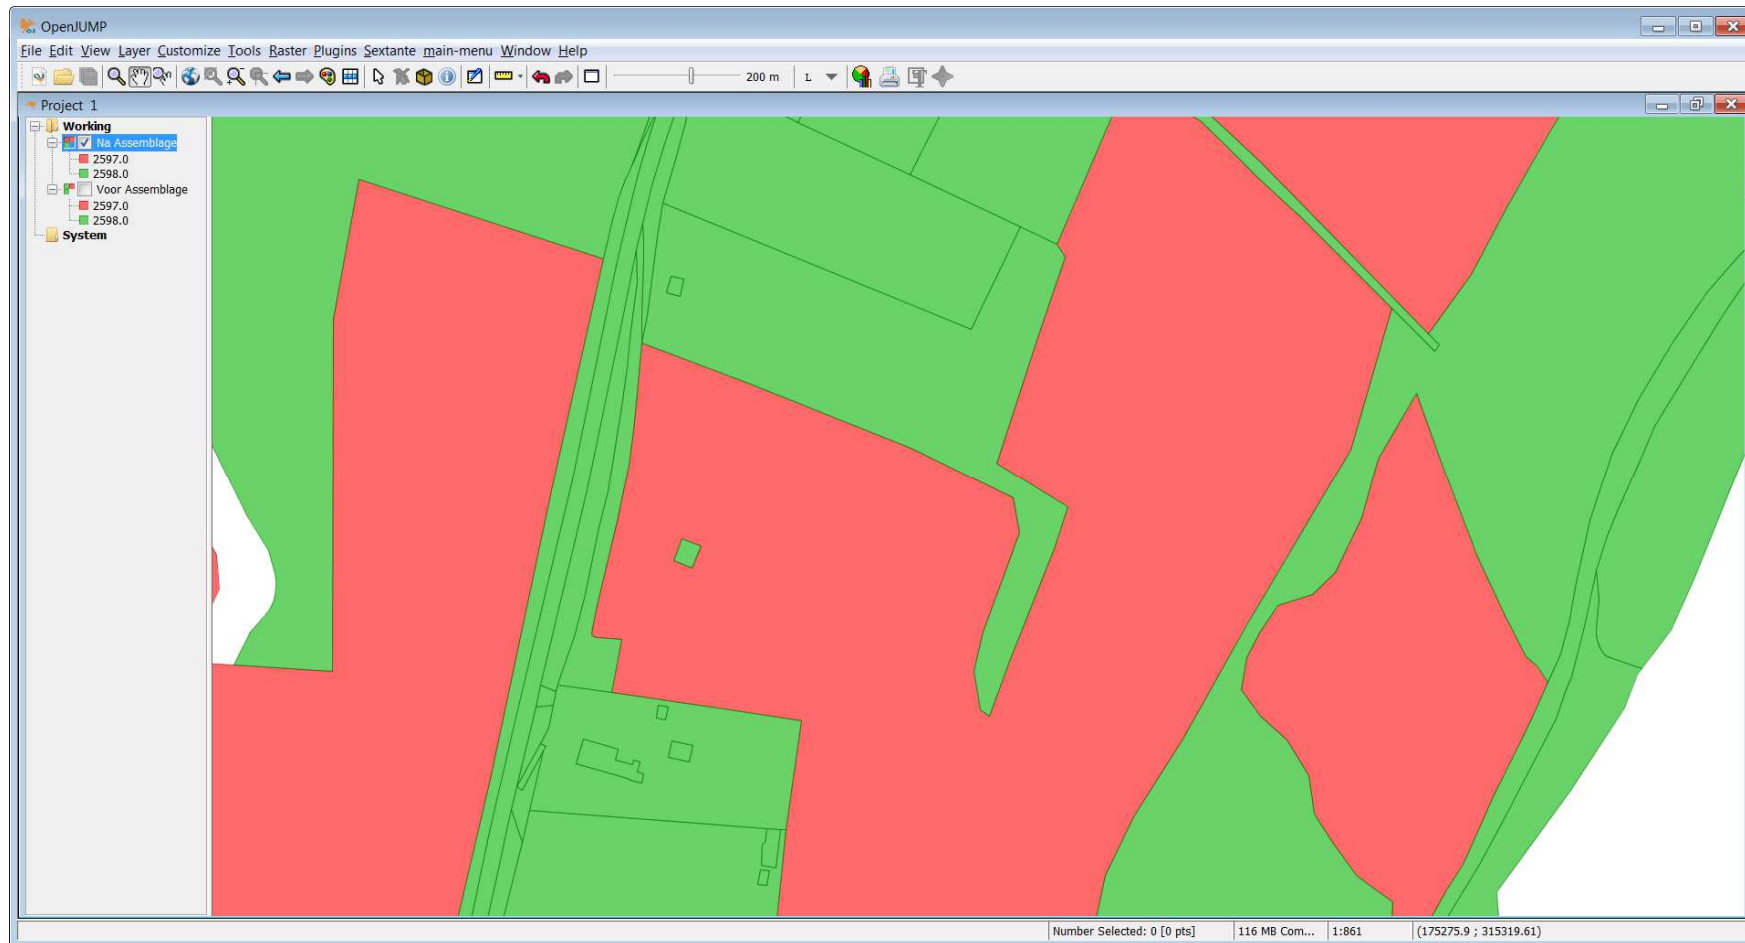 OpenJUMP
File Edit View Layer Customize Tools Raster Plugins Sextante main-menu Window Help
200 m L
Project 1
Working
Na Assemblage
2597.0
2598.0
Voor Assemblage
2597.0
2598.0
System
Number Selected: 0 [0 pts] 116 MB Com... 1:861 (175275.9 ; 315319.61)